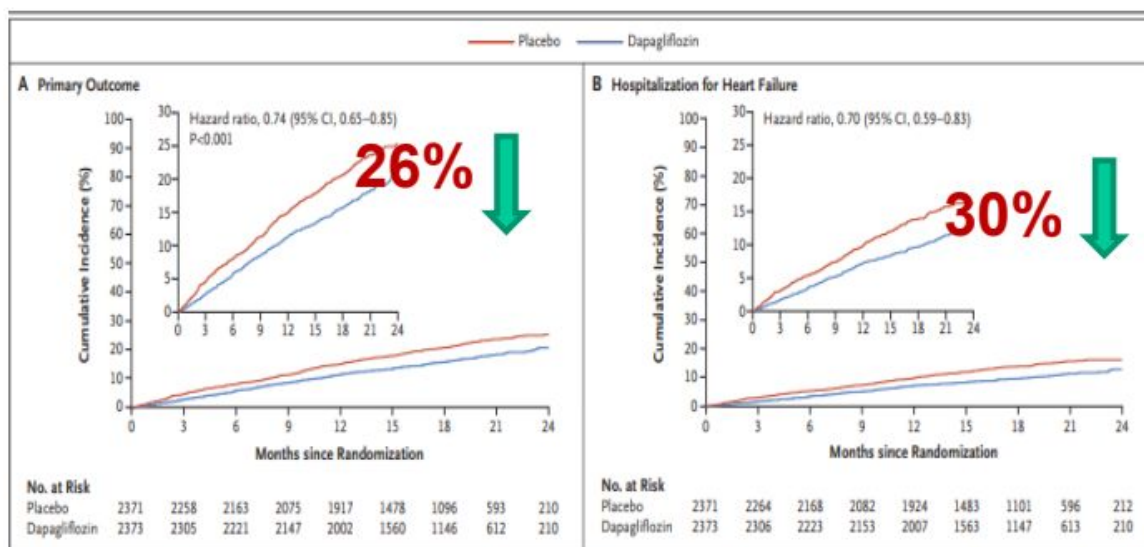 Placebo Dapagliflozin
A Primary Outcome
Hazard ratio, 0.74 (95% CI, 0.65–0.85)
P<0.001
26%
30
25
20
15
10
5
0
0 3 6 9 12 15 18 21 24
Cumulative Incidence (%)
100
90
80
70
60
50
40
30
20
10
0
0 3 6 9 12 15 18 21 24
Months since Randomization
No. at Risk
Placebo 2371 2258 2163 2075 1917 1478 1096 593 210
Dapagliflozin 2373 2305 2221 2147 2002 1560 1146 612 210
B Hospitalization for Heart Failure
Hazard ratio, 0.70 (95% CI, 0.59–0.83)
30%
30
25
20
15
10
5
0
0 3 6 9 12 15 18 21 24
Cumulative Incidence (%)
100
90
80
70
60
50
40
30
20
10
0
0 3 6 9 12 15 18 21 24
Months since Randomization
No. at Risk
Placebo 2371 2264 2168 2082 1924 1483 1101 596 212
Dapagliflozin 2373 2306 2223 2153 2007 1563 1147 613 210